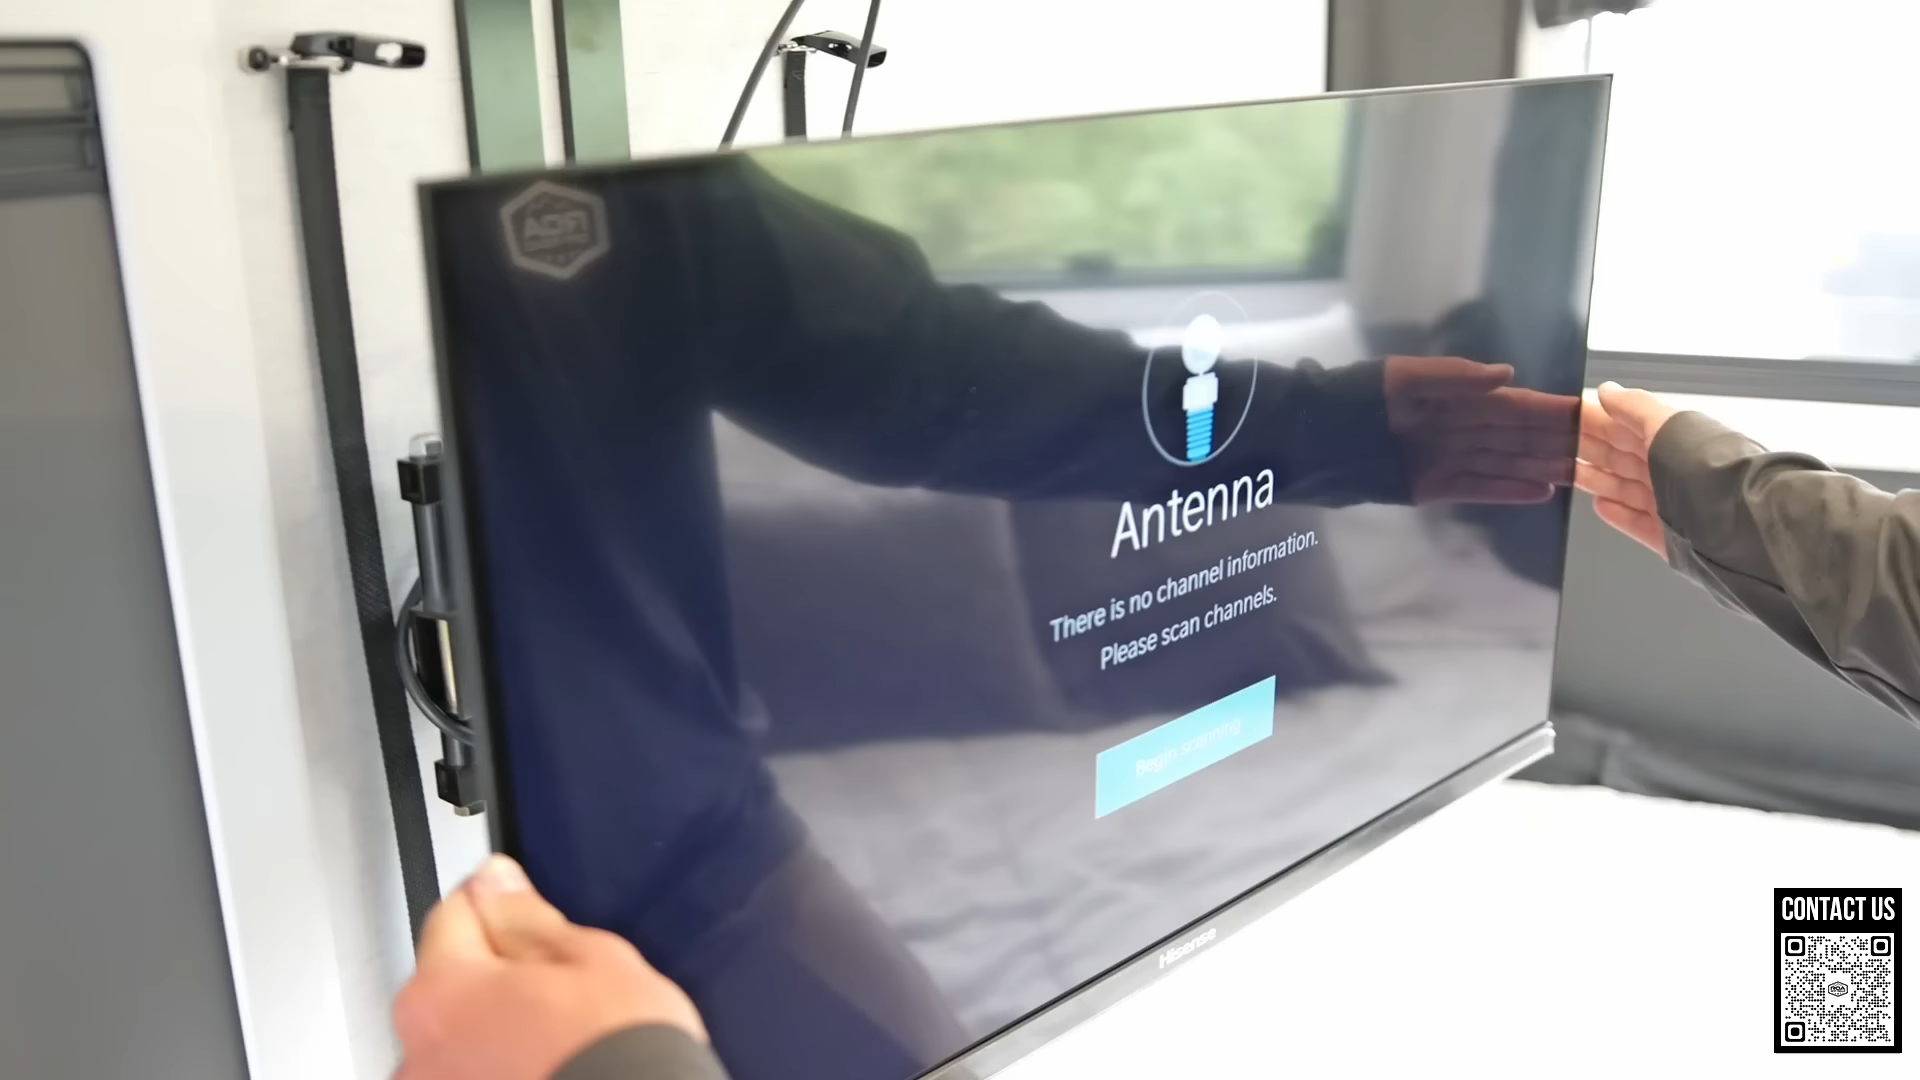 Antenna
There is no channel information.
Please scan channels.
Begin scanning
Hisense
CONTACT US